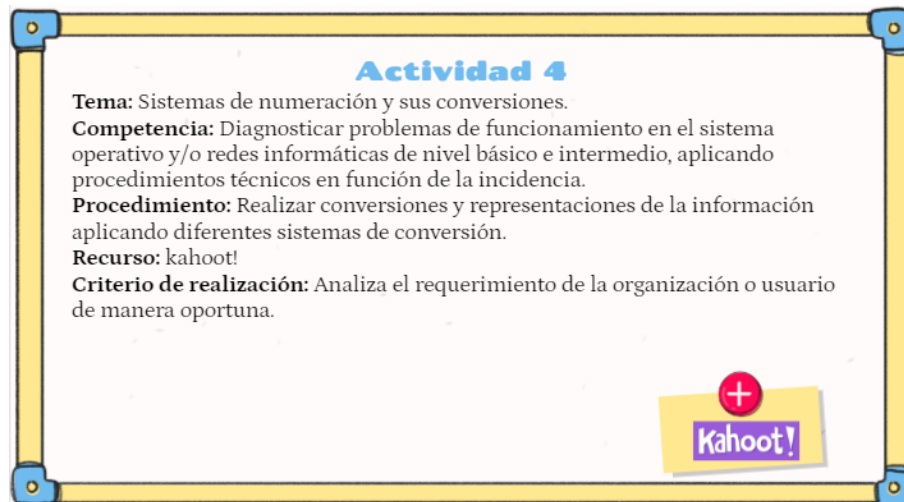 Actividad 4
Tema: Sistemas de numeración y sus conversiones.
Competencia: Diagnosticar problemas de funcionamiento en el sistema
operativo y/o redes informáticas de nivel básico e intermedio, aplicando
procedimientos técnicos en función de la incidencia.
Procedimiento: Realizar conversiones y representaciones de la información
aplicando diferentes sistemas de conversión.
Recurso: kahoot!
Criterio de realización: Analiza el requerimiento de la organización o usuario
de manera oportuna.
Kahoot!